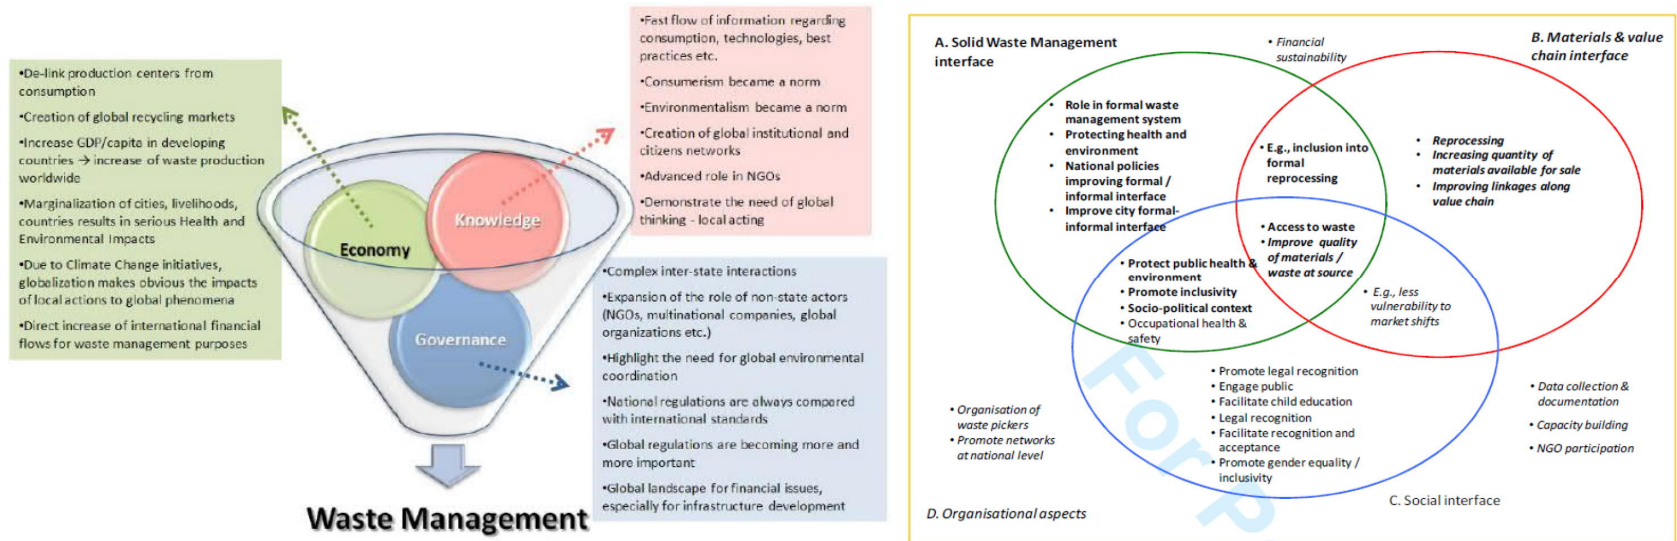 •De-link production centers from
consumption
•Creation of global recycling markets
•Increase GDP/capita in developing
countries → increase of waste production
worldwide
•Marginalization of cities, livelihoods,
countries results in serious Health and
Environmental Impacts
•Due to Climate Change initiatives,
globalization makes obvious the impacts
of local actions to global phenomena
•Direct increase of international financial
flows for waste management purposes
•Fast flow of information regarding
consumption, technologies, best
practices etc.
•Consumerism became a norm
•Environmentalism became a norm
•Creation of global institutional and
citizens networks
•Advanced role in NGOs
•Demonstrate the need of global
thinking - local acting
Knowledge
Economy
Governance
•Complex inter-state interactions
•Expansion of the role of non-state actors
(NGOs, multinational companies, global
organizations etc.)
•Highlight the need for global environmental
coordination
•National regulations are always compared
with international standards
•Global regulations are becoming more and
more important
•Global landscape for financial issues,
especially for infrastructure development
Waste Management
A. Solid Waste Management
interface
• Financial
sustainability
B. Materials & value
chain interface
• Role in formal waste
management system
• Protecting health and
environment
• National policies
improving formal /
informal interface
• Improve city formal-
informal interface
• E.g., inclusion into
formal
reprocessing
• Reprocessing
• Increasing quantity of
materials available for sale
• Improving linkages along
value chain
• Access to waste
• Improve quality
of materials /
waste at source
• Protect public health &
environment
• Promote inclusivity
• Socio-political context
• Occupational health &
safety
• E.g., less
vulnerability to
market shifts
• Promote legal recognition
• Engage public
• Facilitate child education
• Legal recognition
• Facilitate recognition and
acceptance
• Promote gender equality /
inclusivity
• Organisation of
waste pickers
• Promote networks
at national level
• Data collection &
documentation
• Capacity building
• NGO participation
C. Social interface
D. Organisational aspects
For P